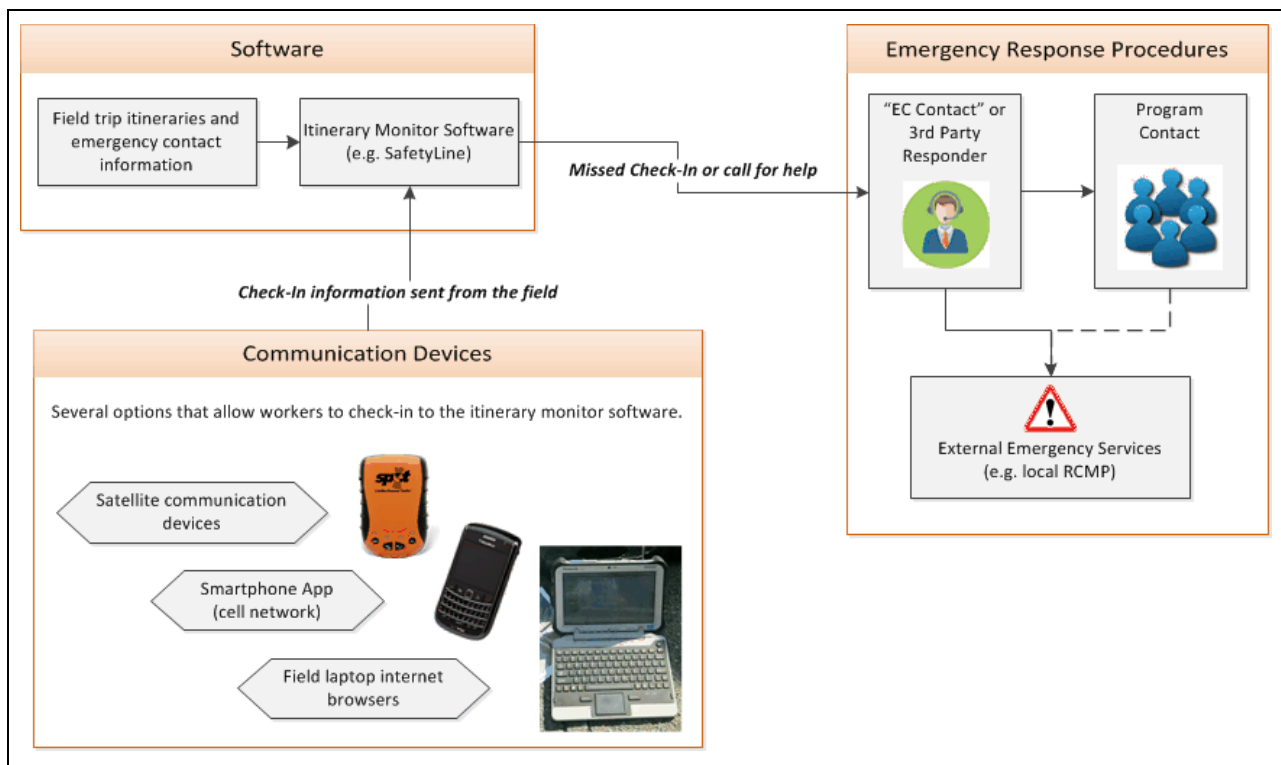 Software
Field trip itineraries and
emergency contact
information
Itinerary Monitor Software
(e.g. SafetyLine)
Missed Check-In or call for help
Check-In information sent from the field
Emergency Response Procedures
“EC Contact” or
3rd Party
Responder
Program
Contact
External Emergency Services
(e.g. local RCMP)
Communication Devices
Several options that allow workers to check-in to the itinerary monitor software.
Satellite communication
devices
spot
Smartphone App
(cell network)
Field laptop internet
browsers